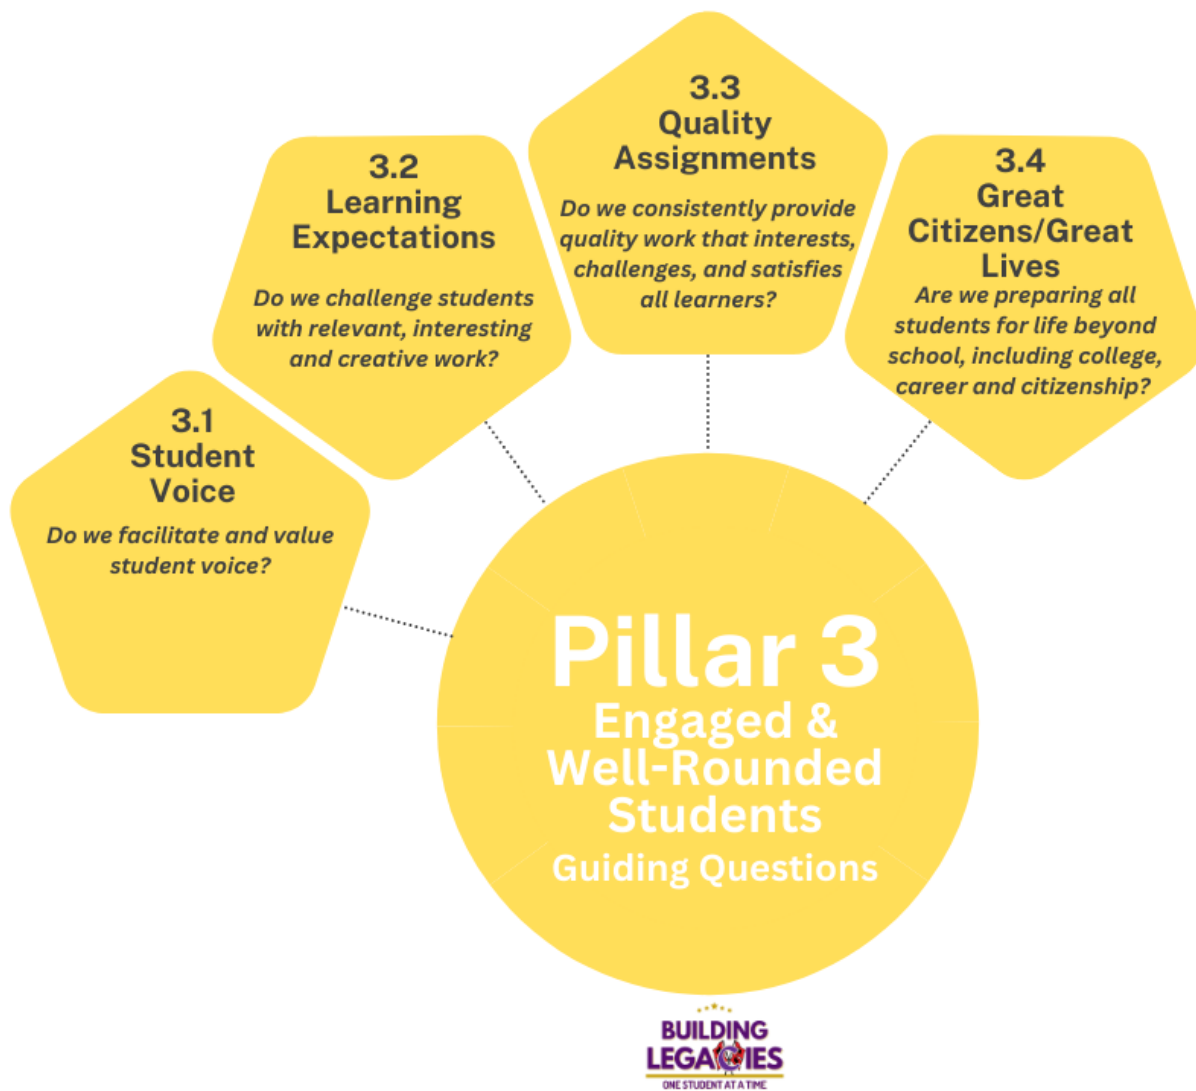 3.1
Student
Voice
Do we facilitate and value
student voice?
3.2
Learning
Expectations
Do we challenge students
with relevant, interesting
and creative work?
3.3
Quality
Assignments
Do we consistently provide
quality work that interests,
challenges, and satisfies
all learners?
3.4
Great
Citizens/Great
Lives
Are we preparing all
students for life beyond
school, including college,
career and citizenship?
Pillar 3
Engaged &
Well-Rounded
Students
Guiding Questions
BUILDING
LEGACIES
ONE STUDENT AT A TIME